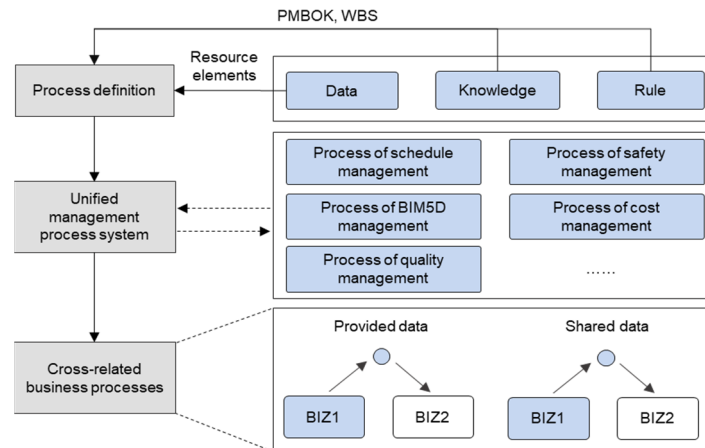 PMBOK, WBS
Resource
elements
Process definition
Data
Knowledge
Rule
Process of schedule
management
Process of safety
management
Unified
management
process system
Process of BIM5D
management
Process of cost
management
Process of quality
management
......
Cross-related
business processes
Provided data
Shared data
BIZ1
BIZ2
BIZ1
BIZ2